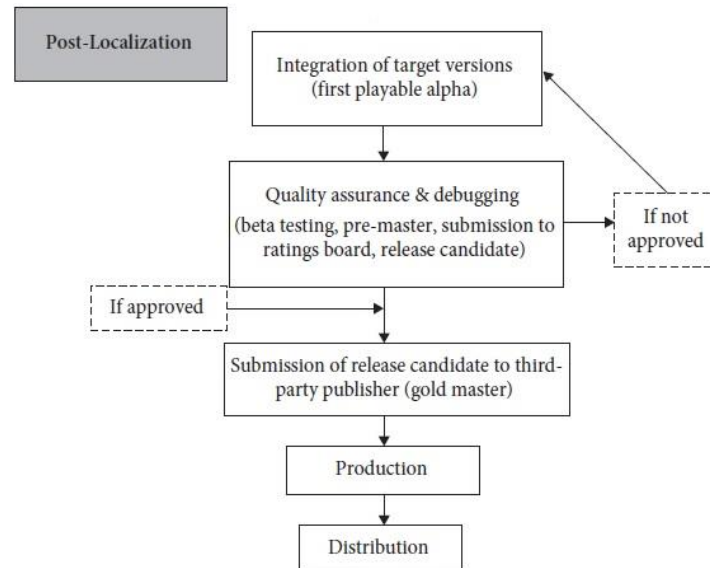 Post-Localization
Integration of target versions
(first playable alpha)
Quality assurance & debugging
(beta testing, pre-master, submission to
ratings board, release candidate)
If not
approved
If approved
Submission of release candidate to third-
party publisher (gold master)
Production
Distribution